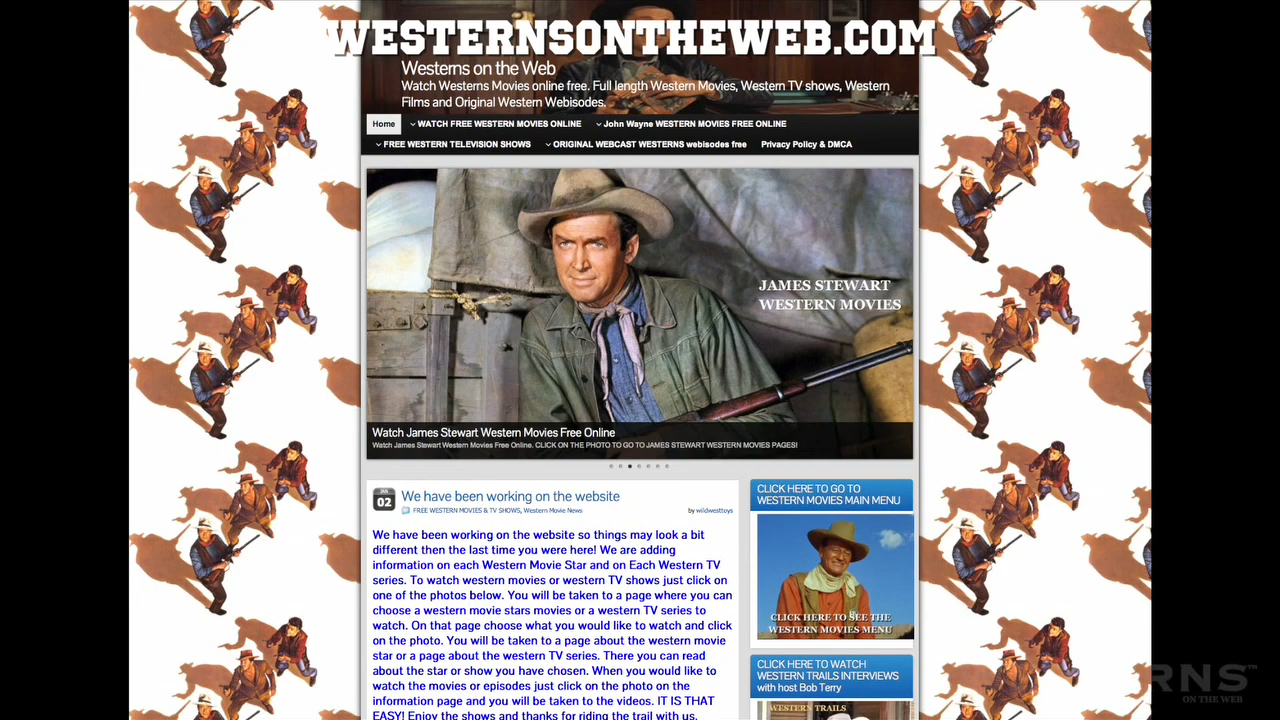 WESTERNSONTHEWEB.COM
Westerns on the Web
Watch Westerns Movies online free. Full length Western Movies, Western TV shows, Western
Films and Original Western Webisodes.
Home WATCH FREE WESTERN MOVIES ONLINE John Wayne WESTERN MOVIES FREE ONLINE
FREE WESTERN TELEVISION SHOWS ORIGINAL WEBCAST WESTERNS webisodes free Privacy Policy & DMCA
JAMES STEWART
WESTERN MOVIES
Watch James Stewart Western Movies Free Online
Watch James Stewart Western Movies Free Online. CLICK ON THE PHOTO TO GO TO JAMES STEWART WESTERN MOVIES PAGES!
JAN
02
We have been working on the website
FREE WESTERN MOVIES & TV SHOWS, Western Movie News
by wildwesttoys
We have been working on the website so things may look a bit
different then the last time you were here! We are adding
information on each Western Movie Star and on Each Western TV
series. To watch western movies or western TV shows just click on
one of the photos below. You will be taken to a page where you can
choose a western movie stars movies or a western TV series to
watch. On that page choose what you would like to watch and click
on the photo. You will be taken to a page about the western movie
star or a page about the western TV series. There you can read
about the star or show you have chosen. When you would like to
watch the movies or episodes just click on the photo on the
information page and you will be taken to the videos. IT IS THAT
EASY! Enjoy the shows and thanks for riding the trail with us.
CLICK HERE TO GO TO
WESTERN MOVIES MAIN MENU
CLICK HERE TO SEE THE
WESTERN MOVIES MENU
CLICK HERE TO WATCH
WESTERN TRAILS INTERVIEWS
with host Bob Terry
WESTERN TRAILS
RNS™
ON THE WEB